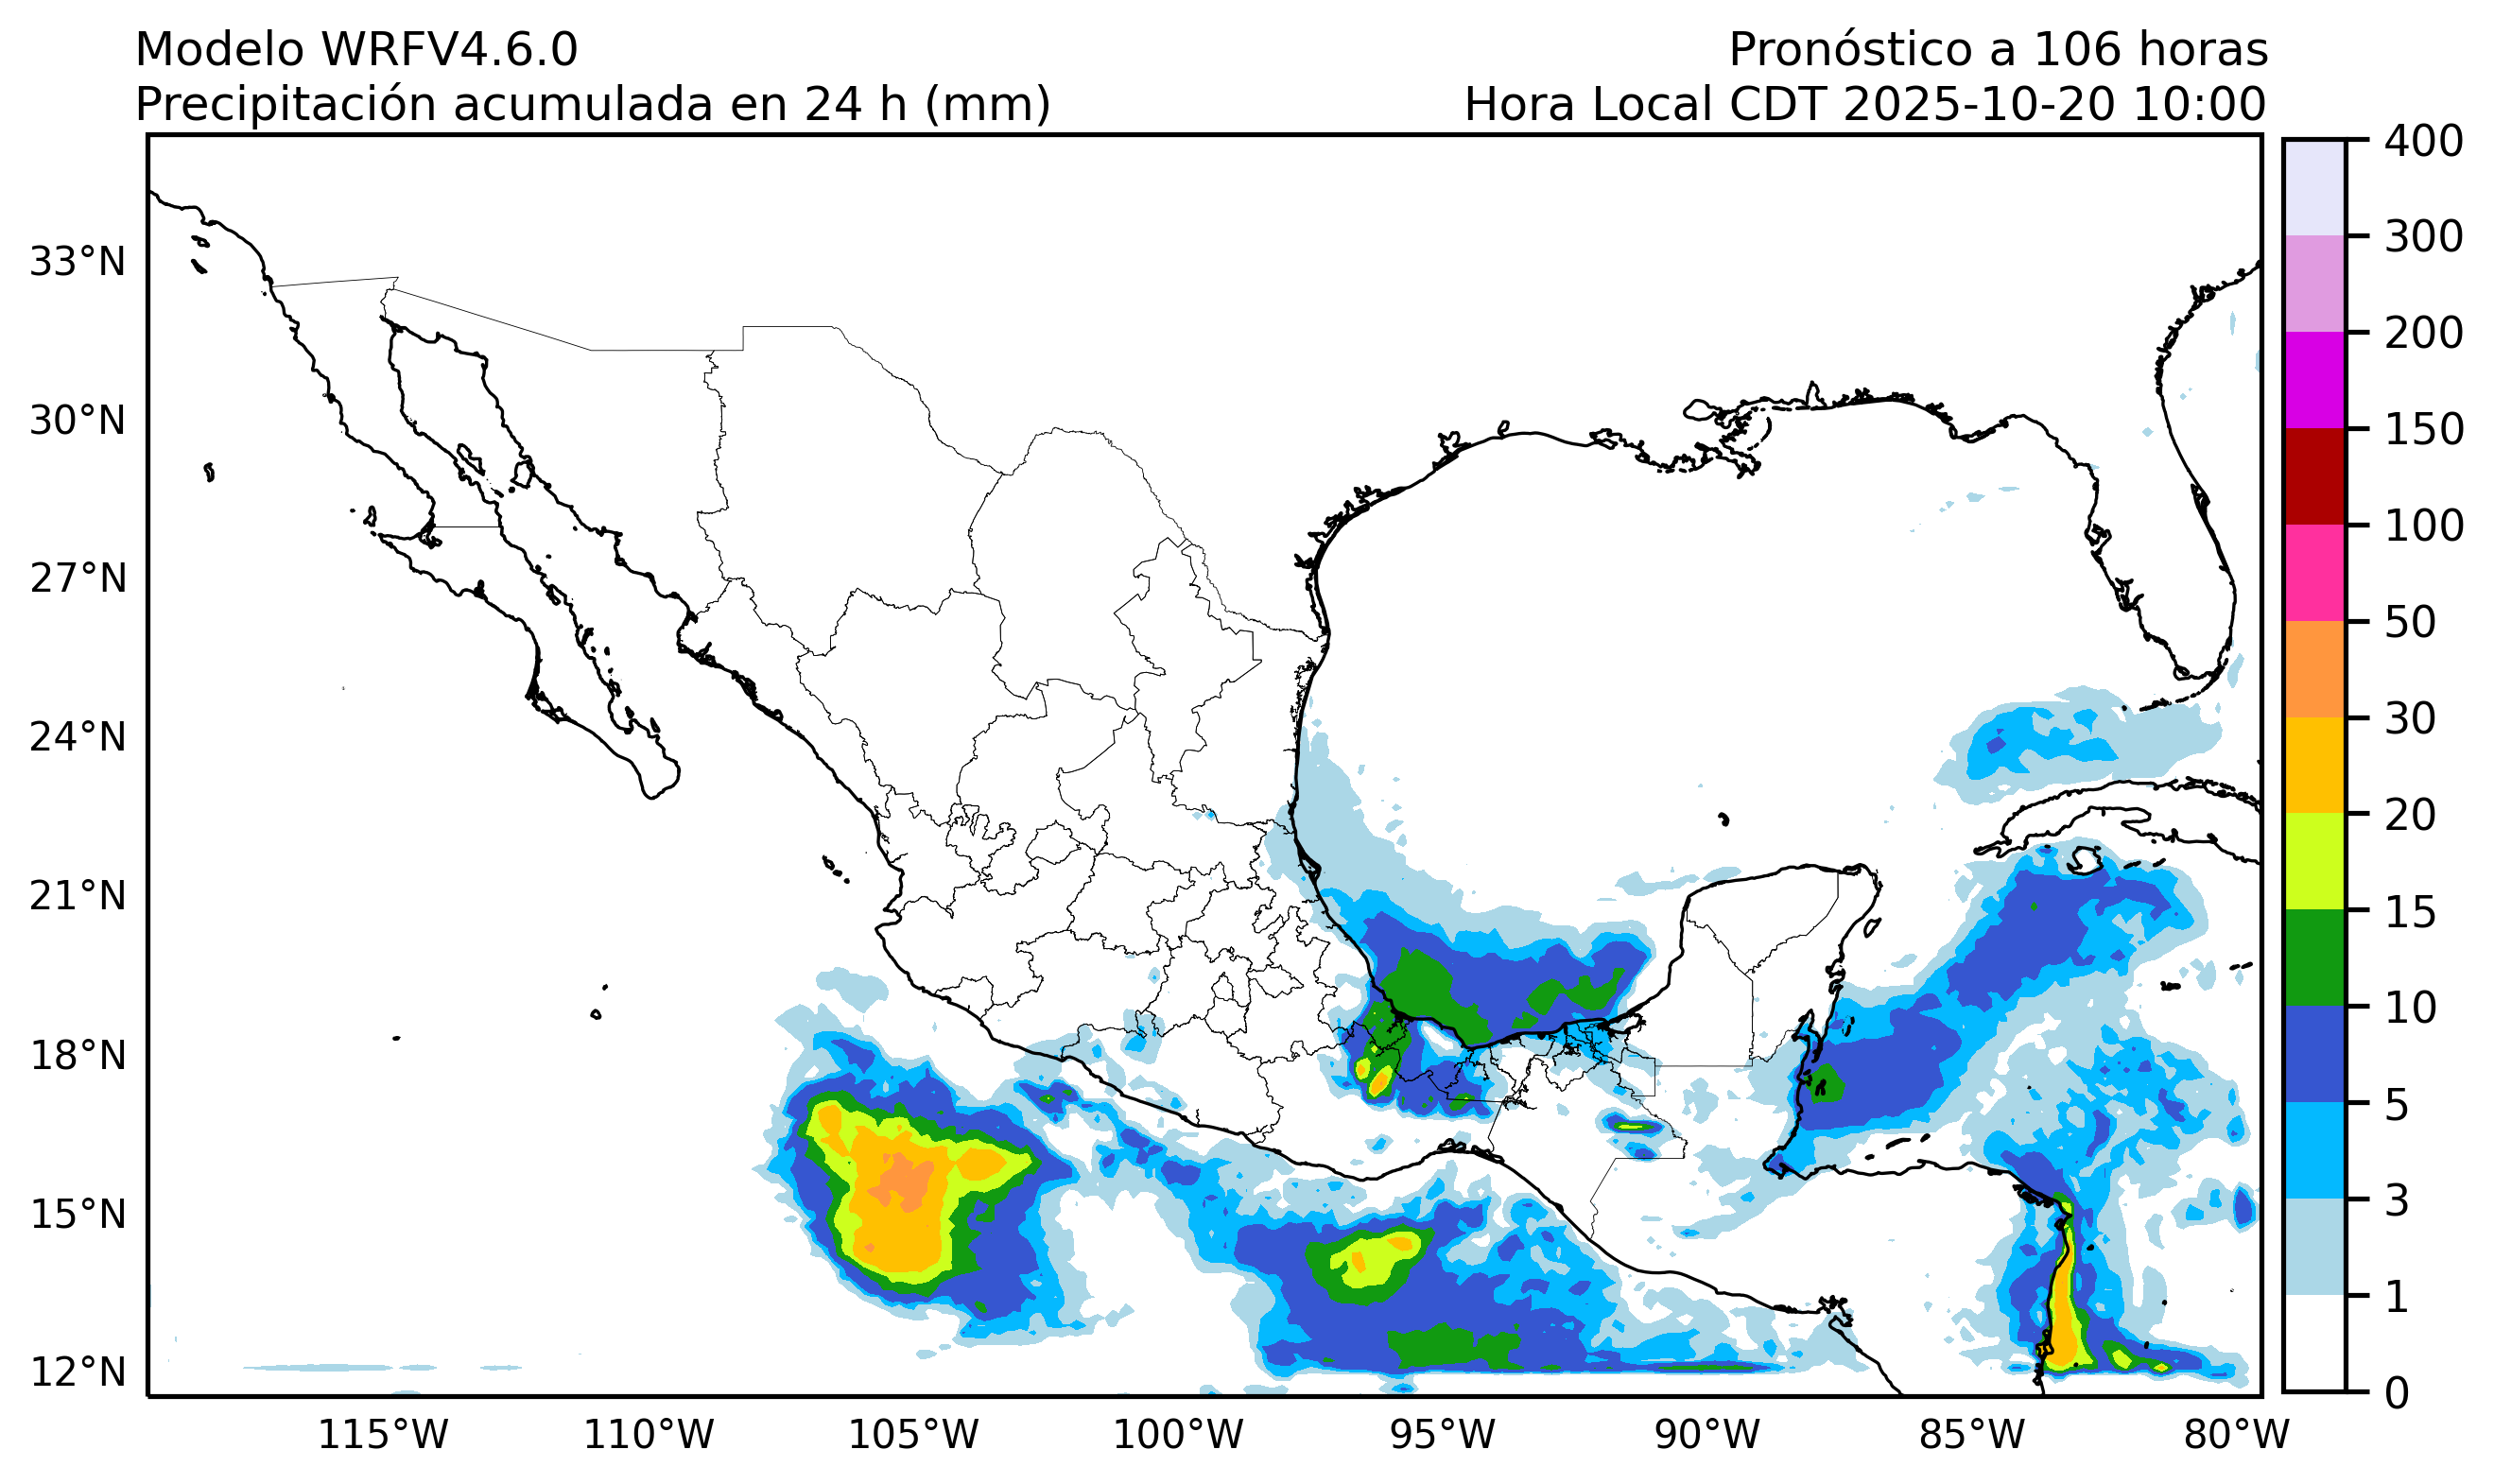 Modelo WRFV4.6.0
Pronóstico a 106 horas
Precipitación acumulada en 24 h (mm)
Hora Local CDT 2025-10-20 10:00
33°N
30°N
27°N
24°N
21°N
18°N
15°N
12°N
115°W
110°W
105°W
100°W
95°W
90°W
85°W
80°W
400
300
200
150
100
50
30
20
15
10
5
3
1
0